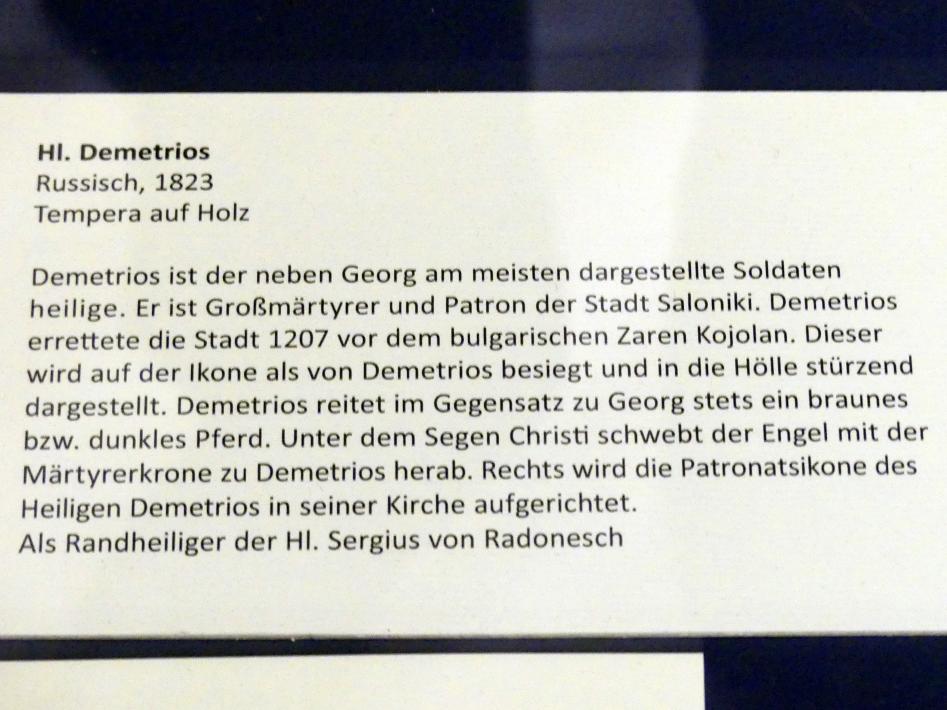 Hl. Demetrios
Russisch, 1823
Tempera auf Holz
Demetrios ist der neben Georg am meisten dargestellte Soldaten
heilige. Er ist Großmärtyrer und Patron der Stadt Saloniki. Demetrios
errettete die Stadt 1207 vor dem bulgarischen Zaren Kojolan. Dieser
wird auf der Ikone als von Demetrios besiegt und in die Hölle stürzend
dargestellt. Demetrios reitet im Gegensatz zu Georg stets ein braunes
bzw. dunkles Pferd. Unter dem Segen Christi schwebt der Engel mit der
Märtyrerkrone zu Demetrios herab. Rechts wird die Patronatsikone des
Heiligen Demetrios in seiner Kirche aufgerichtet.
Als Randheiliger der Hl. Sergius von Radonesch